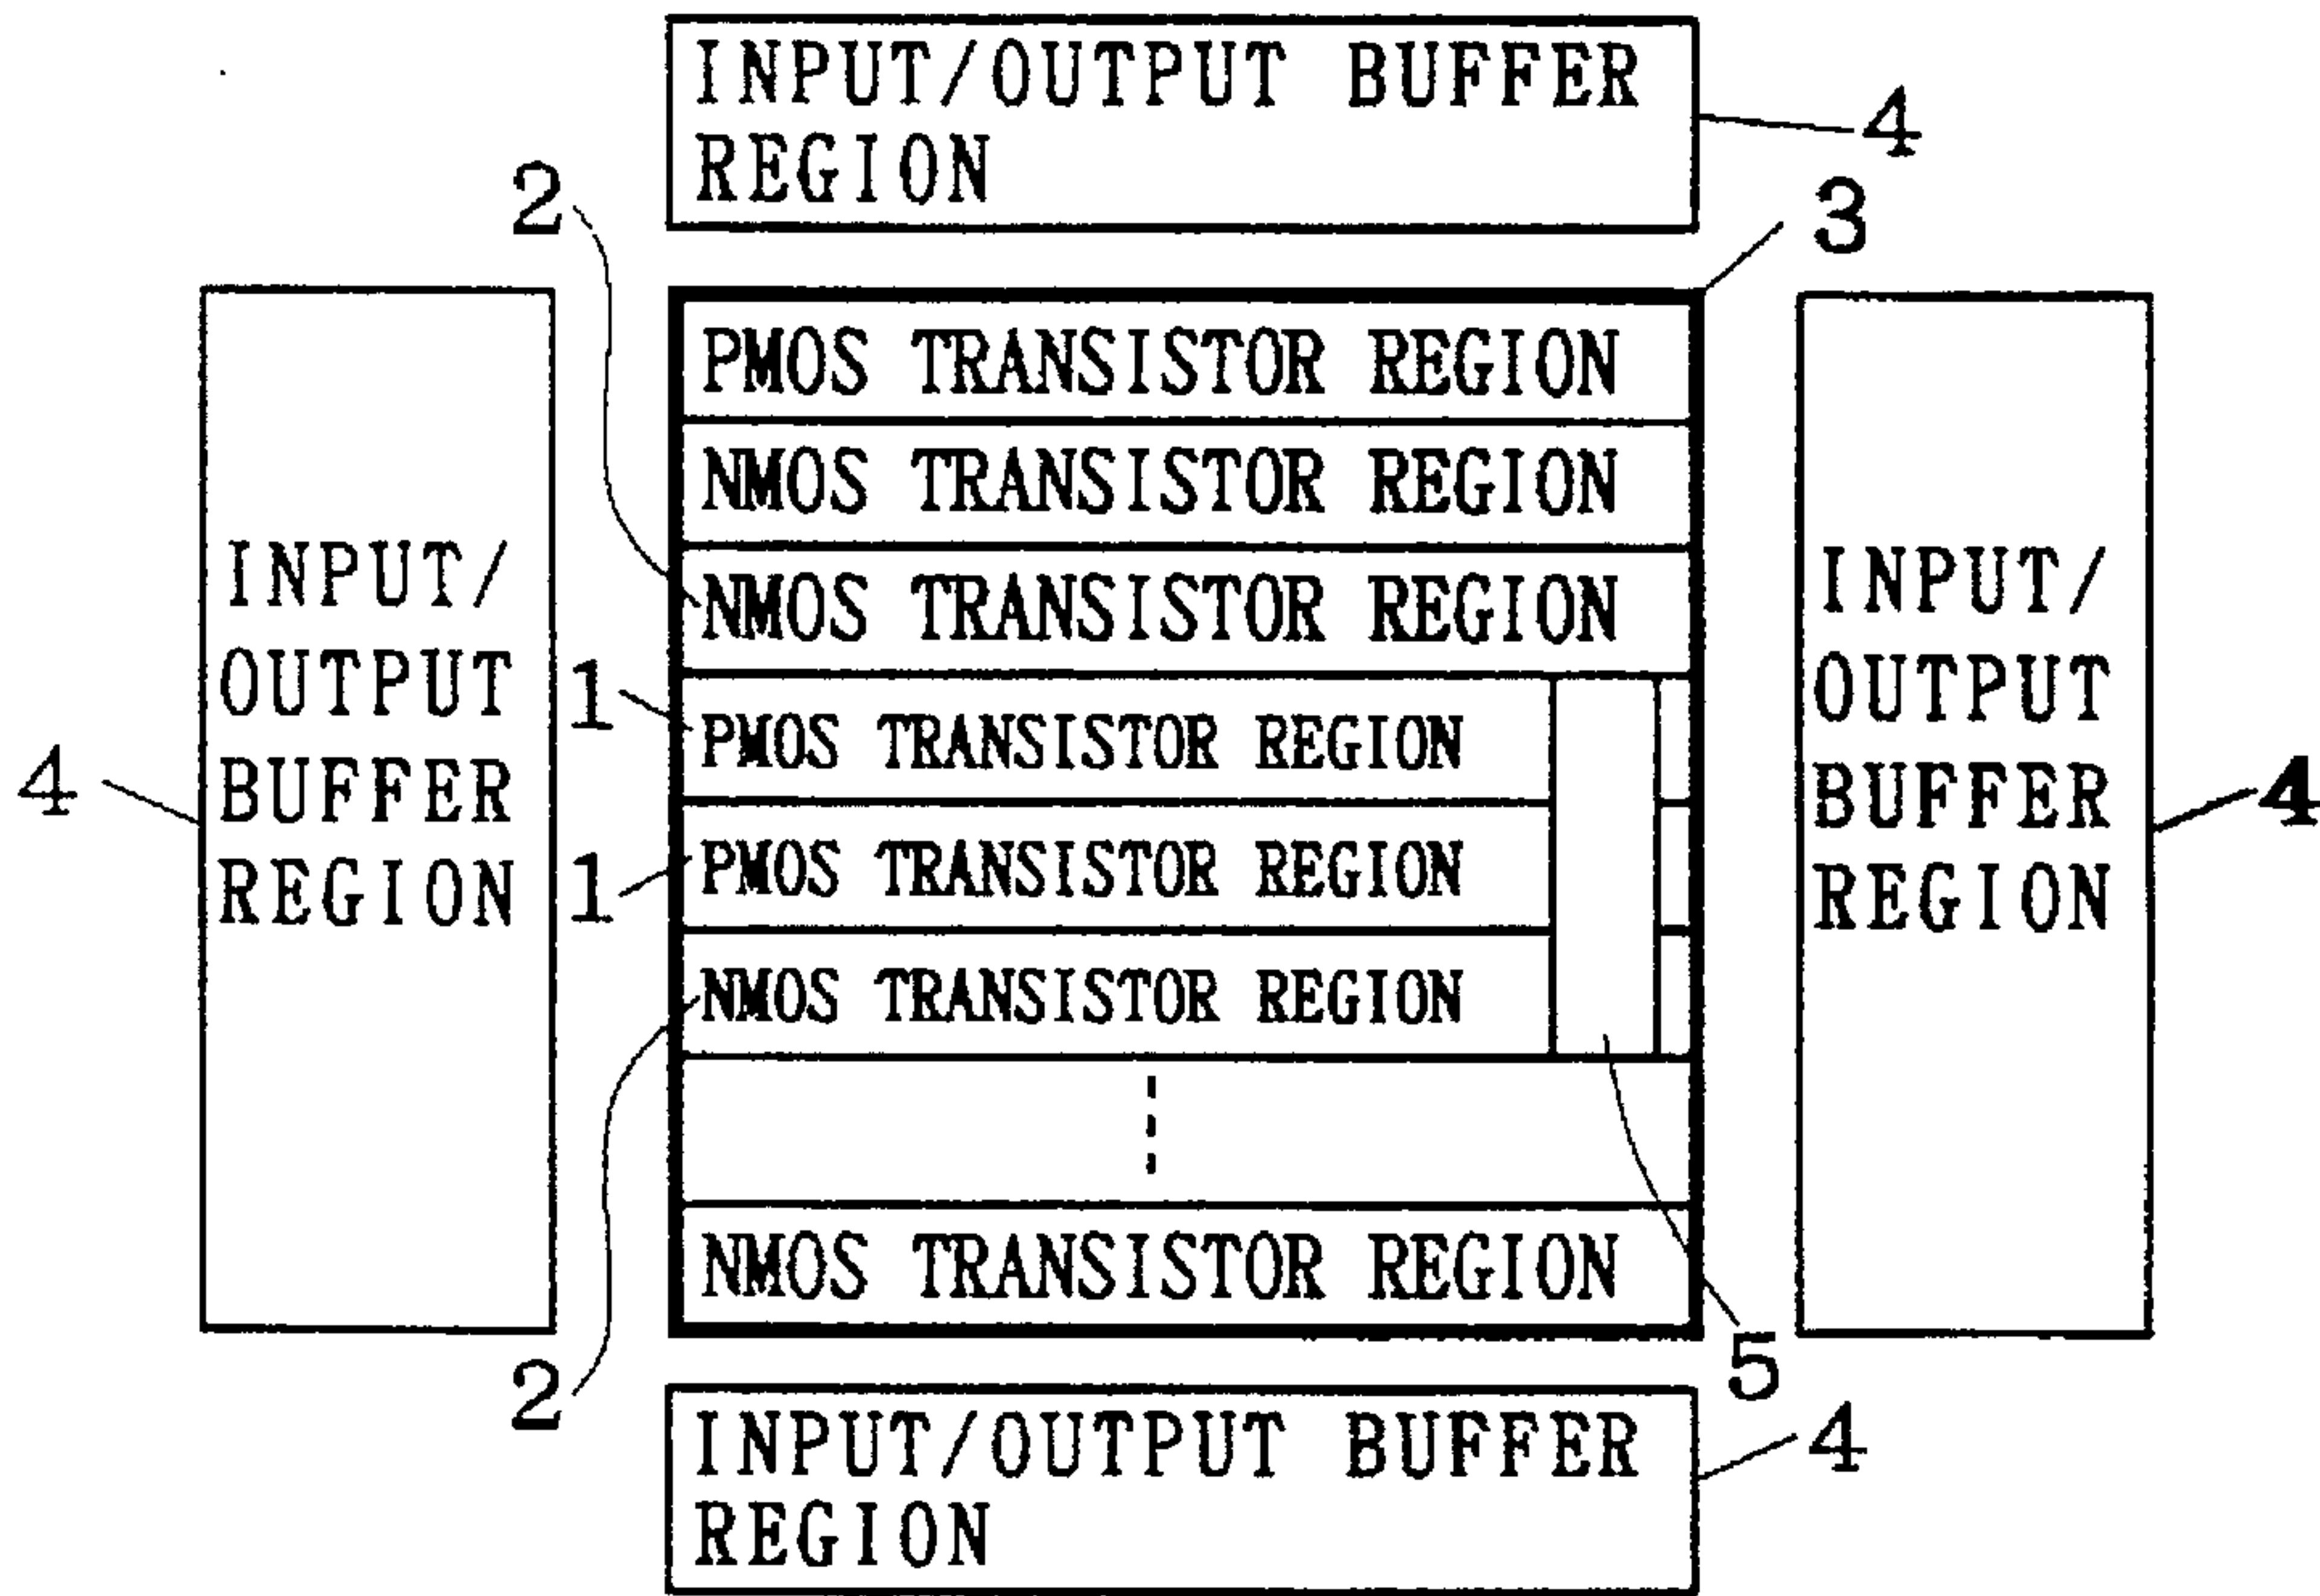 INPUT/OUTPUT BUFFER
REGION
4
2
3
PMOS TRANSISTOR REGION
NMOS TRANSISTOR REGION
NMOS TRANSISTOR REGION
1
PMOS TRANSISTOR REGION
1
PMOS TRANSISTOR REGION
NMOS TRANSISTOR REGION
NMOS TRANSISTOR REGION
2
5
INPUT/
OUTPUT
BUFFER
REGION
4
INPUT/
OUTPUT
BUFFER
REGION
4
INPUT/OUTPUT BUFFER
REGION
4